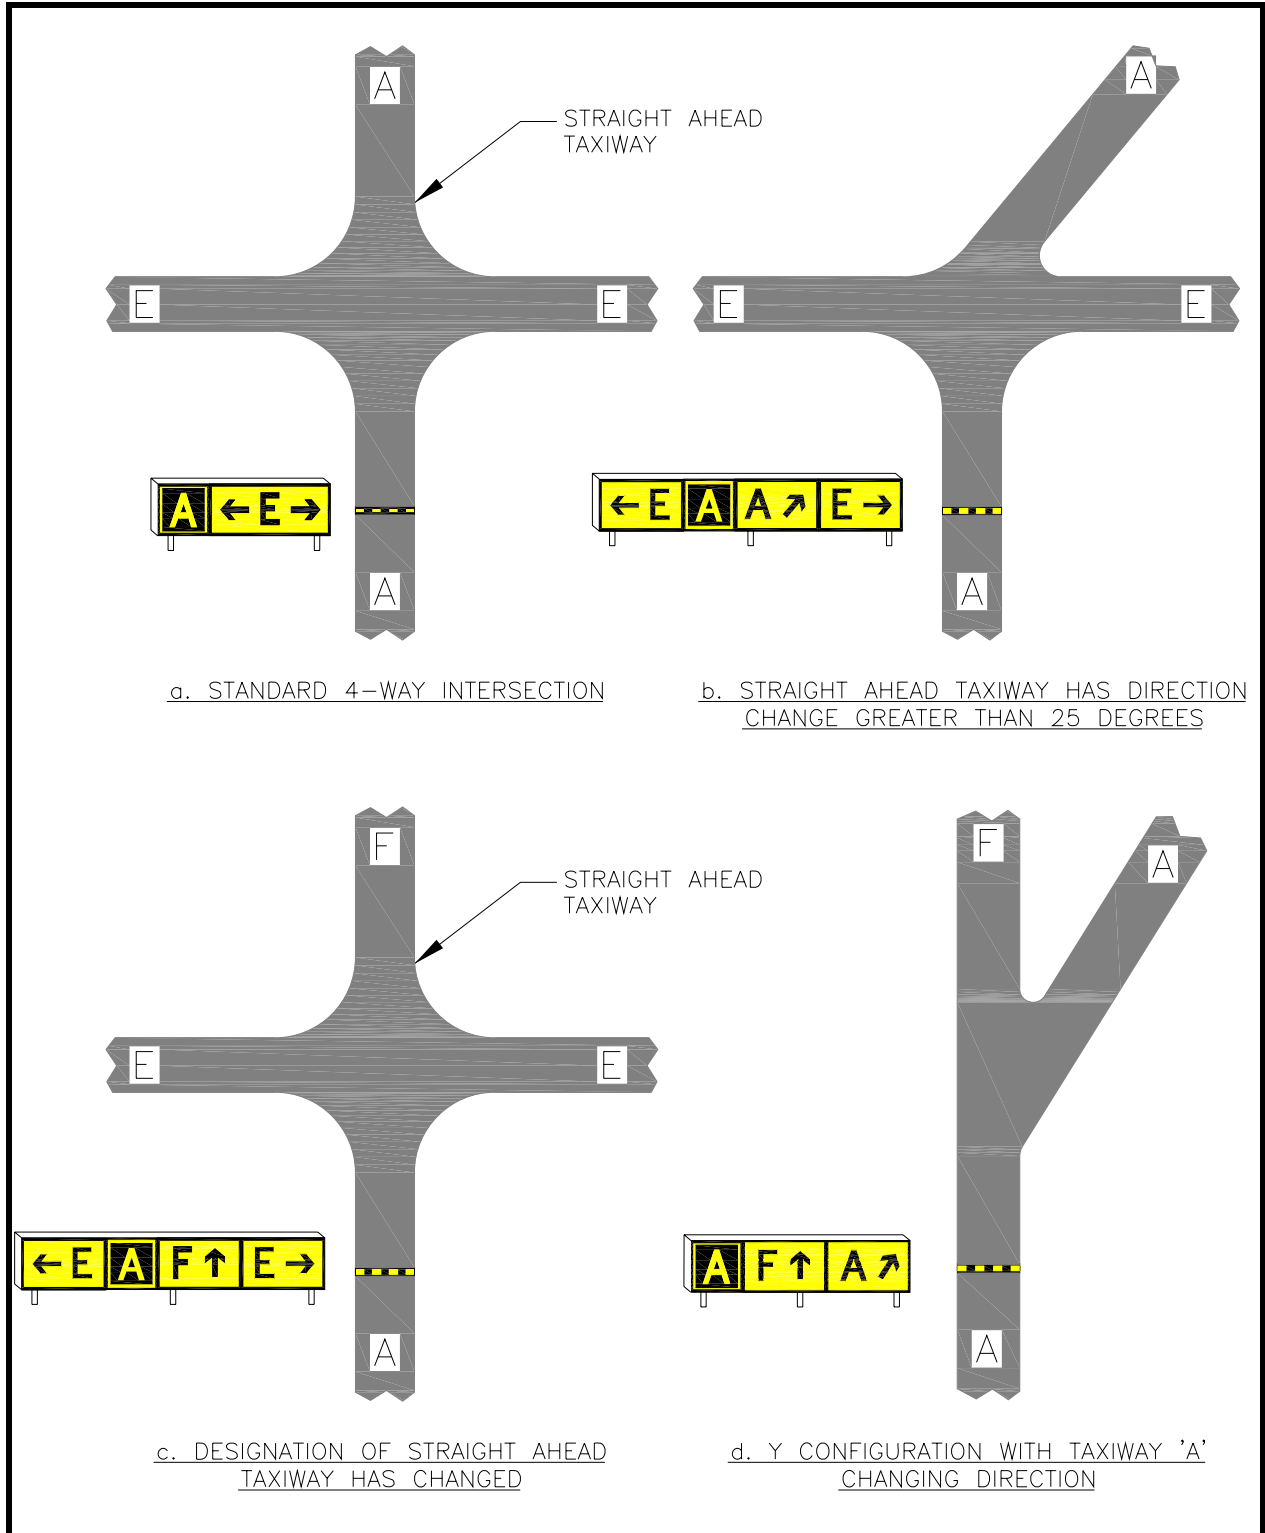 A
STRAIGHT AHEAD
TAXIWAY
E
E
A ← E →
A
a. STANDARD 4-WAY INTERSECTION
A
E
E
← E A A ↗ E →
A
b. STRAIGHT AHEAD TAXIWAY HAS DIRECTION
CHANGE GREATER THAN 25 DEGREES
F
STRAIGHT AHEAD
TAXIWAY
E
E
← E A F ↑ E →
A
c. DESIGNATION OF STRAIGHT AHEAD
TAXIWAY HAS CHANGED
F
A
A F ↑ A ↗
A
d. Y CONFIGURATION WITH TAXIWAY 'A'
CHANGING DIRECTION